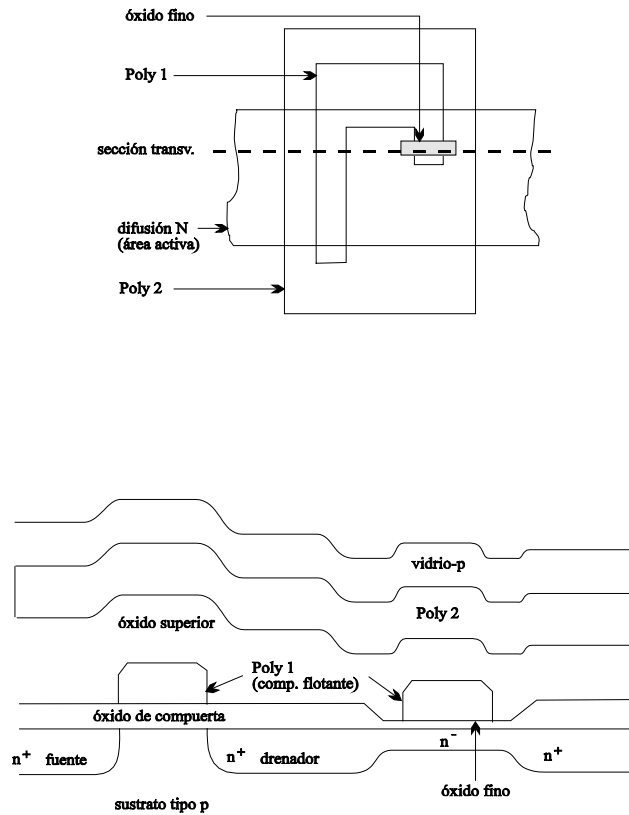 óxido fino
Poly 1
sección transv.
difusión N
(área activa)
Poly 2
vidrio-p
Poly 2
óxido superior
Poly 1
(comp. flotante)
óxido de compuerta
n+ fuente
n+ drenador
n-
n+
óxido fino
sustrato tipo p